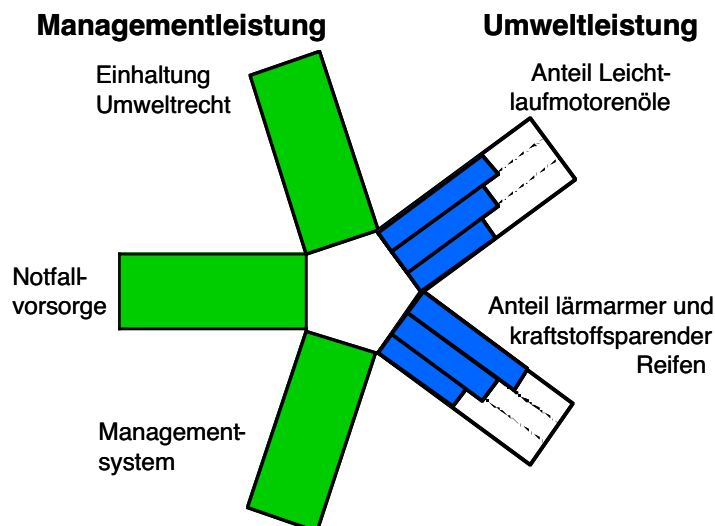 Managementleistung
Umweltleistung
Einhaltung
Umweltrecht
Anteil Leicht-
laufmotorenöle
Notfall-
vorsorge
Anteil lärmarmer und
kraftstoffsparender
Reifen
Management-
system